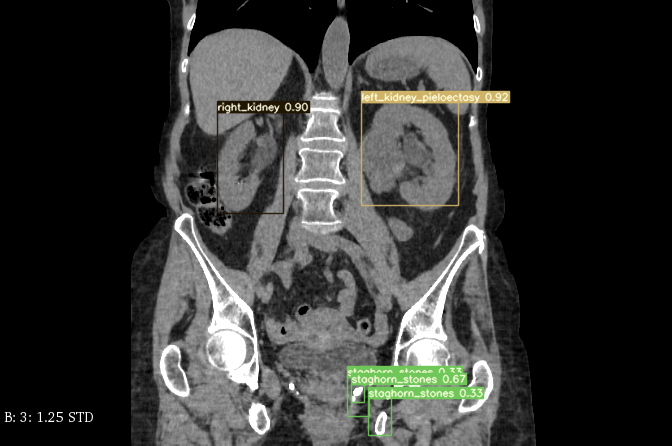 right_kidney 0.90
left_kidney_pieloectasy 0.92
staghorn_stones 0.33
staghorn_stones 0.67
staghorn_stones 0.33
B: 3: 1.25 STD